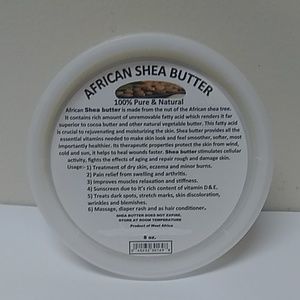 AFRICAN SHEA BUTTER
100% Pure & Natural
African Shea butter is made from the nut of the African shea tree.
It contains rich amount of unremovable fatty acid which renders it far
superior to cocoa butter and other natural vegetable butter. This fatty acid
is crucial to rejuvenating and moisturizing the skin. Shea butter provides all the
essential vitamins needed to make skin look and feel smoother, softer, most
importantly healthier. Its therapeutic properties protect the skin from wind,
cold and sun, it helps to heal wounds faster. Shea butter stimulates cellular
activity, fights the effects of aging and repair rough and damage skin.
Usage:- 1) Treatment of dry skin, eczema and minor burns.
2) Pain relief from swelling and arthritis.
3) Improves muscles relaxation and stiffness.
4) Sunscreen due to it's rich content of vitamin D & E.
5) Treats dark spots, stretch marks, skin discoloration,
wrinkles and blemishes.
6) Massage, diaper rash and as hair conditioner.
SHEA BUTTER DOES NOT EXPIRE.
STORE AT ROOM TEMPERATURE
Product of West Africa
8 oz.